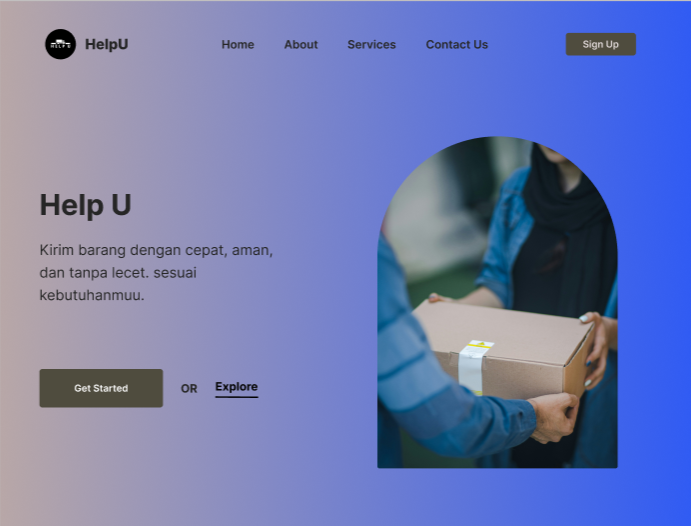 HELP U
HelpU
Home
About
Services
Contact Us
Sign Up
Help U
Kirim barang dengan cepat, aman,
dan tanpa lecet. sesuai
kebutuhanmuu.
Get Started
OR
Explore